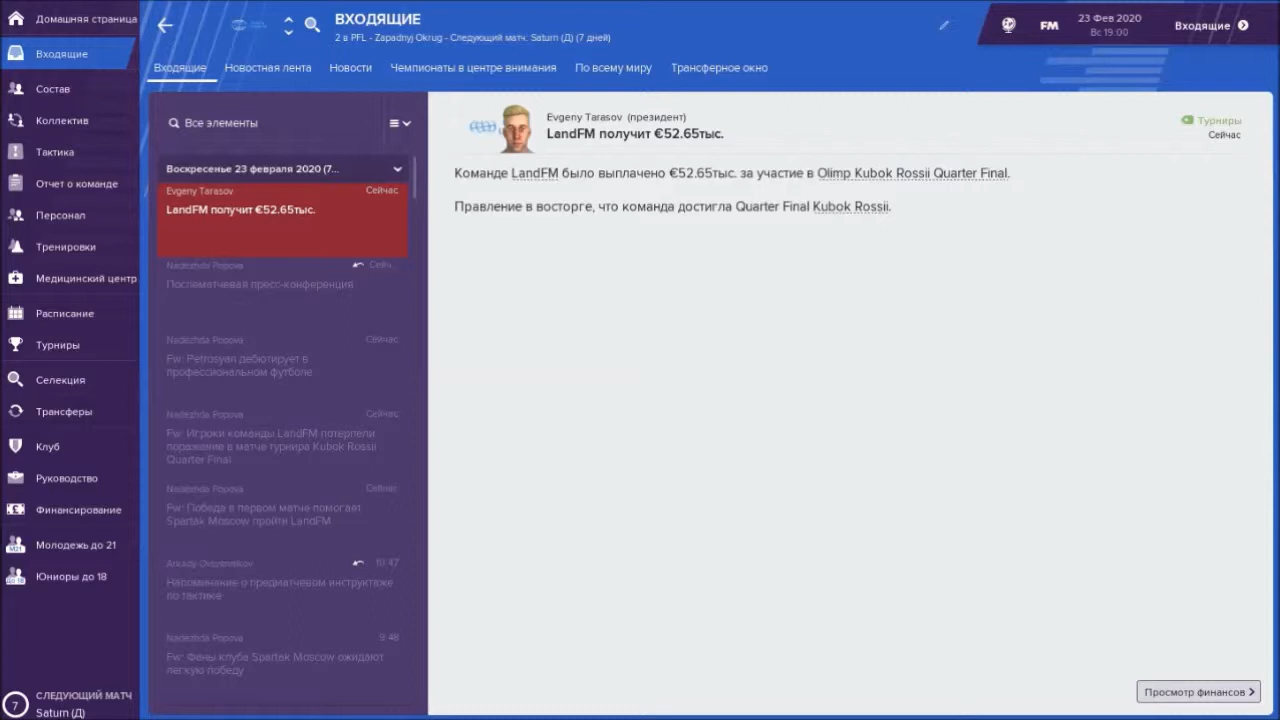 Домашняя страница
Входящие
Состав
Коллектив
Тактика
Отчет о команде
Персонал
Тренировки
Медицинский центр
Расписание
Турниры
Селекция
Трансферы
Клуб
Руководство
Финансирование
Молодежь до 21
Юниоры до 18
СЛЕДУЮЩИЙ МАТЧ
7
Saturn (Д)
ВХОДЯЩИЕ
2 в PFL - Zapadnyj Okrug - Следующий матч: Saturn (Д) (7 дней)
FM
23 Фев 2020
Вс 19:00
Входящие
Входящие Новостная лента Новости Чемпионаты в центре внимания По всему миру Трансферное окно
Все элементы
Воскресенье 23 февраля 2020 (7...
Evgeny Tarasov Сейчас
LandFM получит €52.65тыс.
Nadezhda Popova Сейч...
Послематчевая пресс-конференция
Nadezhda Popova Сейчас
Fw: Petrosyan дебютирует в
профессиональном футболе
Nadezhda Popova Сейчас
Fw: Игроки команды LandFM потерпели
поражение в матче турнира Kubok Rossii
Quarter Final
Nadezhda Popova Сейчас
Fw: Победа в первом матче помогает
Spartak Moscow пройти LandFM
Arkady Ovsyannikov 10:47
Напоминание о предматчевом инструктаже
по тактике
Nadezhda Popova 9:48
Fw: Фаны клуба Spartak Moscow ожидают
легкую победу
Evgeny Tarasov (президент)
LandFM получит €52.65тыс.
Турниры
Сейчас
Команде LandFM было выплачено €52.65тыс. за участие в Olimp Kubok Rossii Quarter Final.
Правление в восторге, что команда достигла Quarter Final Kubok Rossii.
Просмотр финансов